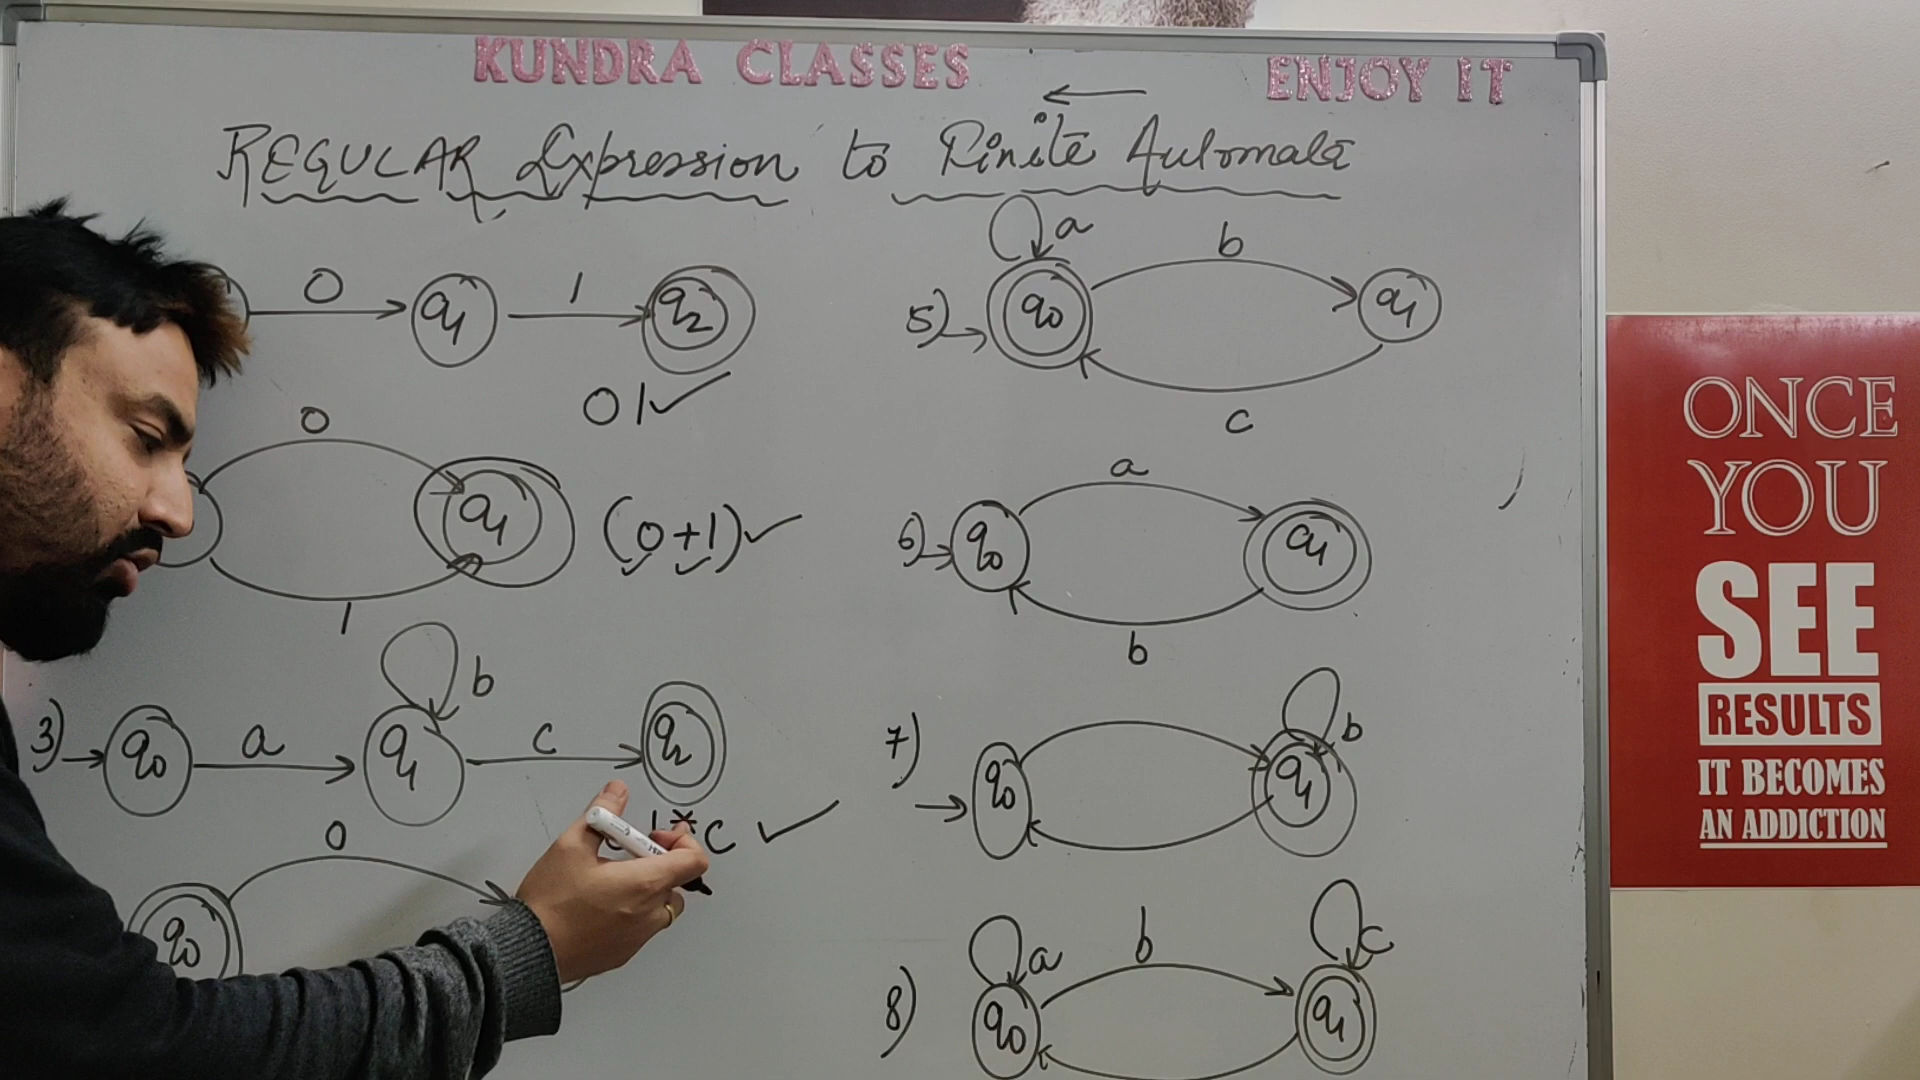 KUNDRA CLASSES
ENJOY IT
REGULAR Expression to Finite Automata
0 q1 1 q2
01
0
q1 (0+1)
1
b
3) q0 a q1 c q2
c
0
q0
a
5) q0 b q1
c
a
6) q0 q1
b
b
7) q0 q1
a b c
8) q0 q1
ONCE
YOU
SEE
RESULTS
IT BECOMES
AN ADDICTION